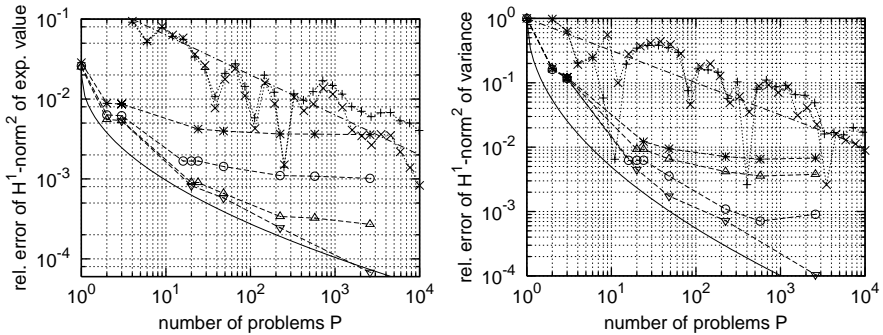 rel. error of H¹-norm² of exp. value
10⁻¹
10⁻²
10⁻³
10⁻⁴
10⁰ 10¹ 10² 10³ 10⁴
number of problems P
rel. error of H¹-norm² of variance
10⁰
10⁻¹
10⁻²
10⁻³
10⁻⁴
10⁰ 10¹ 10² 10³ 10⁴
number of problems P